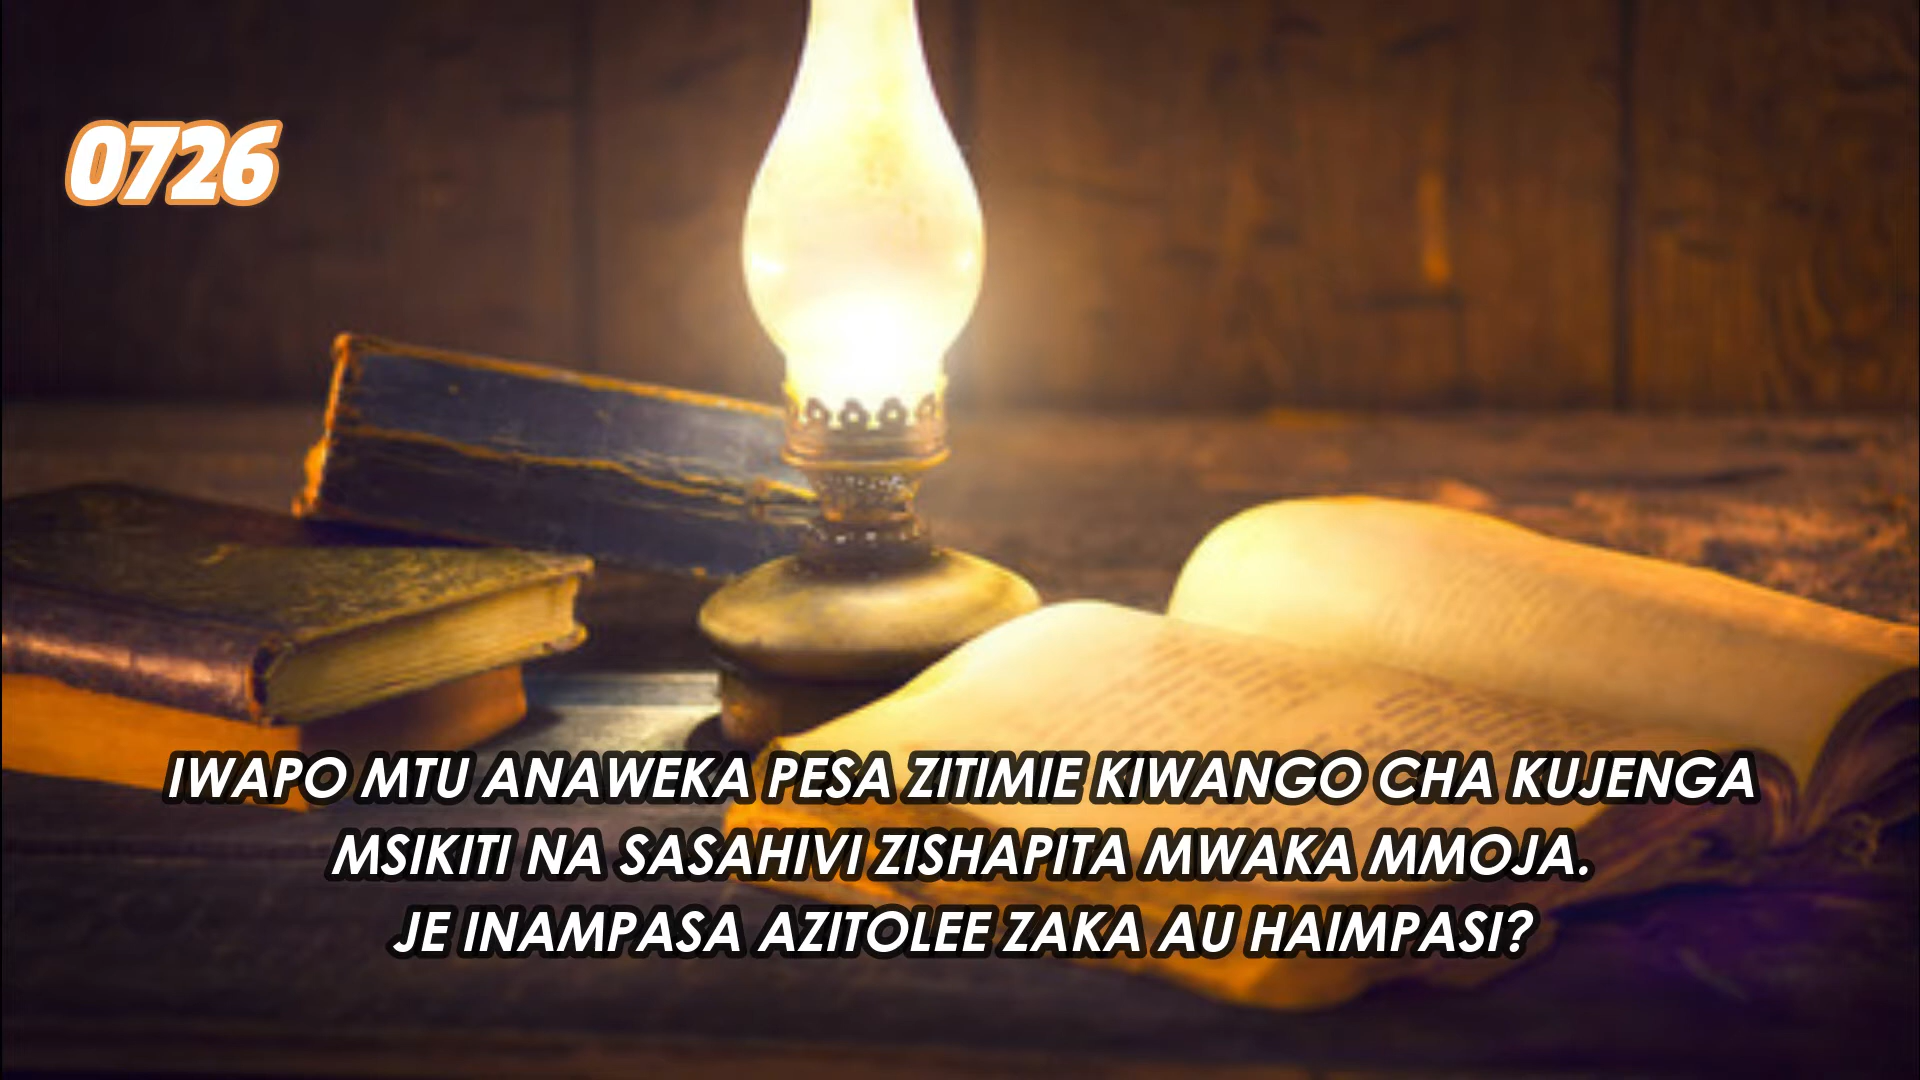 0726
IWAPO MTU ANAWEKA PESA ZITIMIE KIWANGO CHA KUJENGA
MSIKITI NA SASAHIVI ZISHAPITA MWAKA MMOJA.
JE INAMPASA AZITOLEE ZAKA AU HAIMPASI?